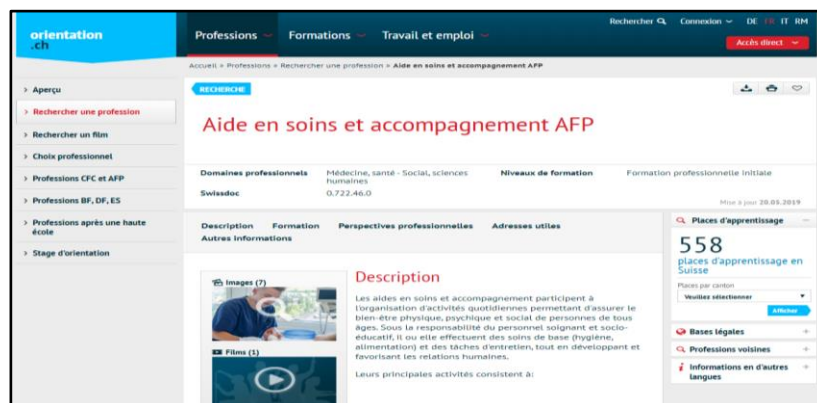 Rechercher Connexion DE FR IT RM
orientation
.ch
Professions Formations Travail et emploi
Accès direct
Accueil » Professions » Rechercher une profession » Aide en soins et accompagnement AFP
> Aperçu
> Rechercher une profession
> Rechercher un film
> Choix professionnel
> Professions CFC et AFP
> Professions BF, DF, ES
> Professions après une haute
école
> Stage d'orientation
RECHERCHE
Aide en soins et accompagnement AFP
Domaines professionnels Médecine, santé - Social, sciences
humaines
Niveaux de formation Formation professionnelle initiale
Swissdoc 0.722.46.0
Mise à jour 20.03.2019
Description Formation Perspectives professionnelles Adresses utiles
Autres informations
Images (7)
Films (1)
Description
Les aides en soins et accompagnement participent à
l'organisation d'activités quotidiennes permettant d'assurer le
bien-être physique, psychique et social de personnes de tous
âges. Sous la responsabilité du personnel soignant et socio-
éducatif, il ou elle effectuent des soins de base (hygiène,
alimentation) et des tâches d'entretien, tout en développant et
favorisant les relations humaines.
Leurs principales activités consistent à:
Places d'apprentissage
558
places d'apprentissage en
Suisse
Places par canton
Veuillez sélectionner
Afficher
Bases légales
Professions voisines
Informations en d'autres
langues